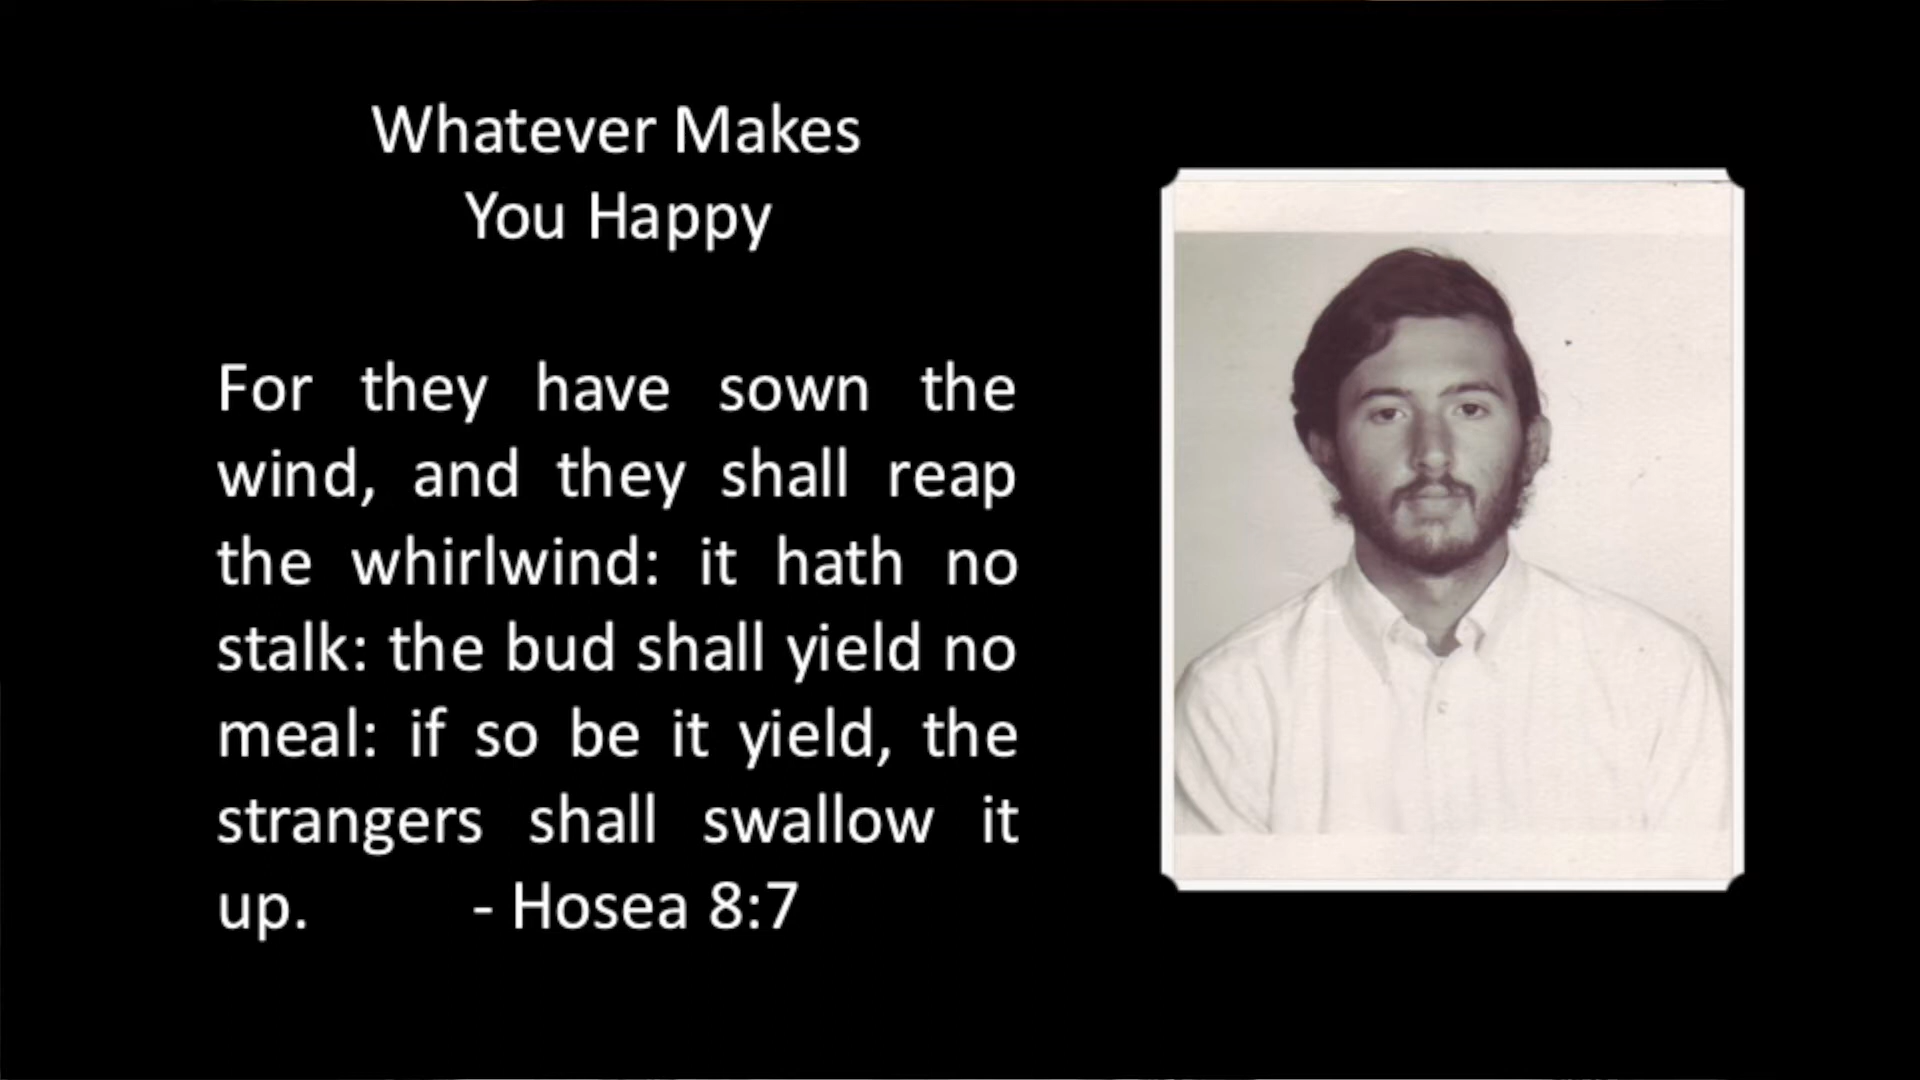 Whatever Makes
You Happy
For they have sown the
wind, and they shall reap
the whirlwind: it hath no
stalk: the bud shall yield no
meal: if so be it yield, the
strangers shall swallow it
up. - Hosea 8:7